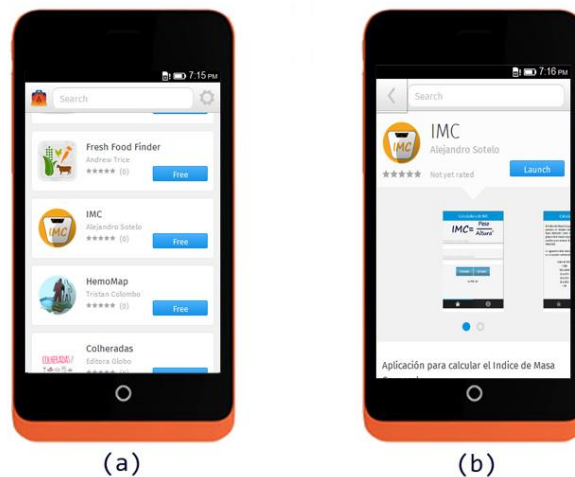 7:15 PM
Search
Fresh Food Finder
Andrew Trice
(0)
Free
IMC
IMC
Alejandro Sotelo
(0)
Free
HemoMap
Tristan Colombo
(0)
Free
Colheradas
Editora Globo
(a)
7:16 PM
Search
IMC
IMC
Alejandro Sotelo
Not yet rated
Launch
IMC= Peso
Altura²
Aplicación para calcular el Indice de Masa
(b)